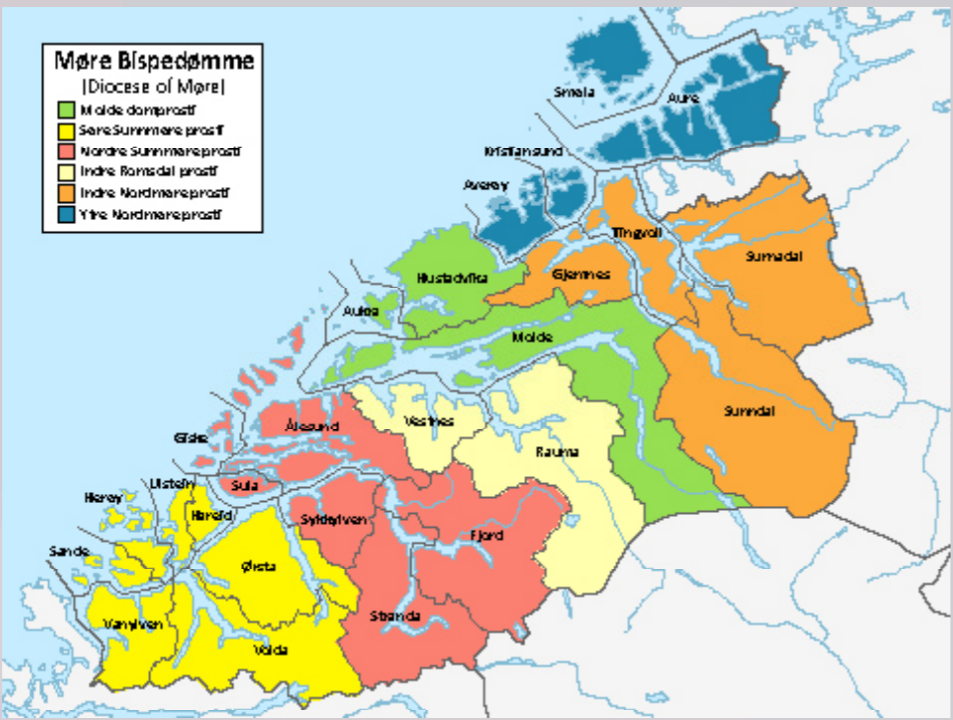 Møre Bispedømme
(Diocese of Møre)
Molde domprosti
Søre Sunnmøre prosti
Nordre Sunnmøre prosti
Indre Romsdal prosti
Indre Nordmøre prosti
Ytre Nordmøre prosti
Smøla
Aure
Kristiansund
Averøy
Tingvoll
Surnadal
Hustadvika
Gjemnes
Aukra
Molde
Sunndal
Vestnes
Ålesund
Giske
Rauma
Ulstein
Sula
Herøy
Hareid
Sykkylven
Fjord
Sande
Ørsta
Stranda
Vanylven
Volda